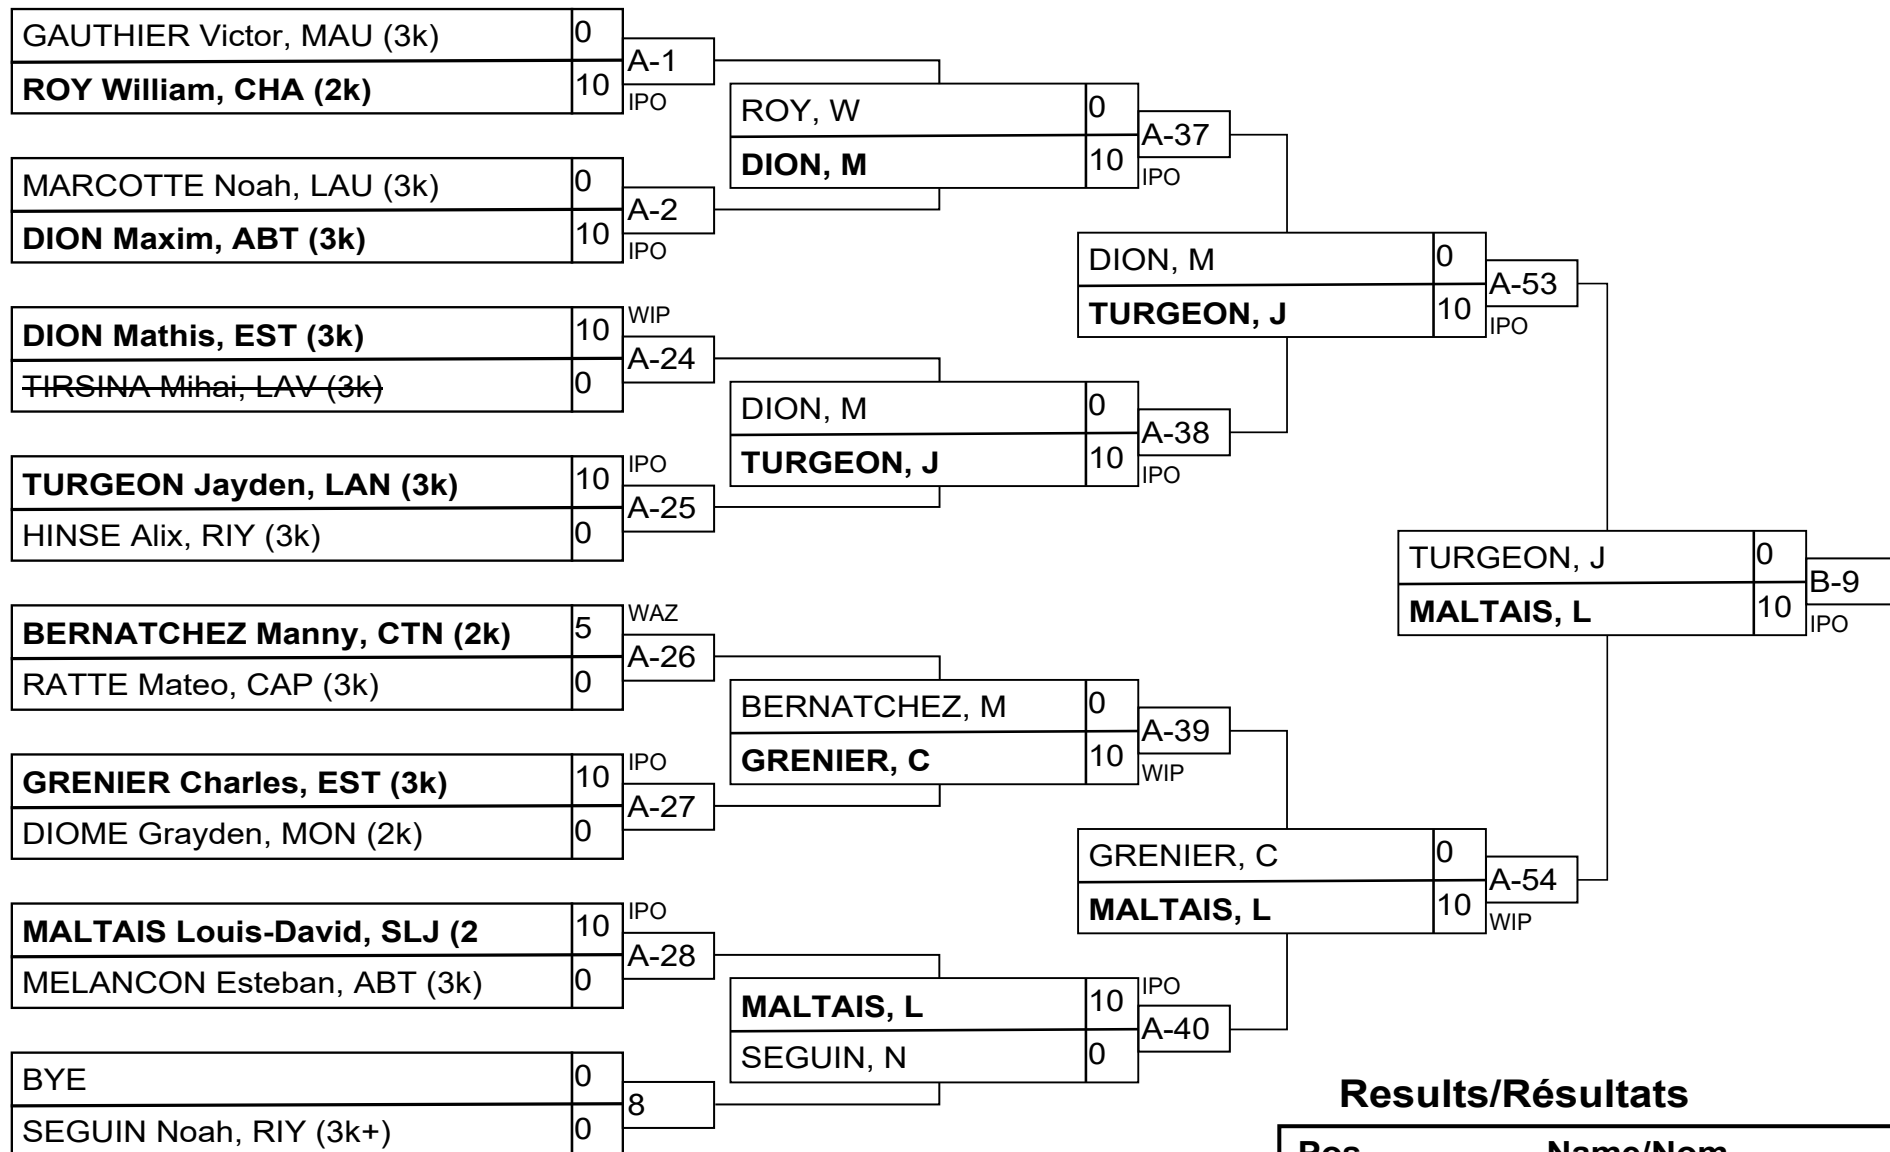 GAUTHIER Victor, MAU (3k) 0
A-1
ROY William, CHA (2k) 10
IPO
ROY, W 0
A-37
DION, M 10
IPO
MARCOTTE Noah, LAU (3k) 0
A-2
DION Maxim, ABT (3k) 10
IPO
DION, M 0
A-53
TURGEON, J 10
IPO
DION Mathis, EST (3k) 10
WIP
A-24
TIRSINA Mihai, LAV (3k) 0
DION, M 0
A-38
TURGEON, J 10
IPO
TURGEON Jayden, LAN (3k) 10
IPO
A-25
HINSE Alix, RIY (3k) 0
TURGEON, J 0
B-9
MALTAIS, L 10
IPO
BERNATCHEZ Manny, CTN (2k) 5
WAZ
A-26
RATTE Mateo, CAP (3k) 0
BERNATCHEZ, M 0
A-39
GRENIER, C 10
WIP
GRENIER Charles, EST (3k) 10
IPO
A-27
DIOME Grayden, MON (2k) 0
GRENIER, C 0
A-54
MALTAIS, L 10
WIP
MALTAIS Louis-David, SLJ (2 10
IPO
A-28
MELANCON Esteban, ABT (3k) 0
MALTAIS, L 10
IPO
A-40
SEGUIN, N 0
BYE 0
8
SEGUIN Noah, RIY (3k+) 0
Results/Résultats
Pos Name/Nom